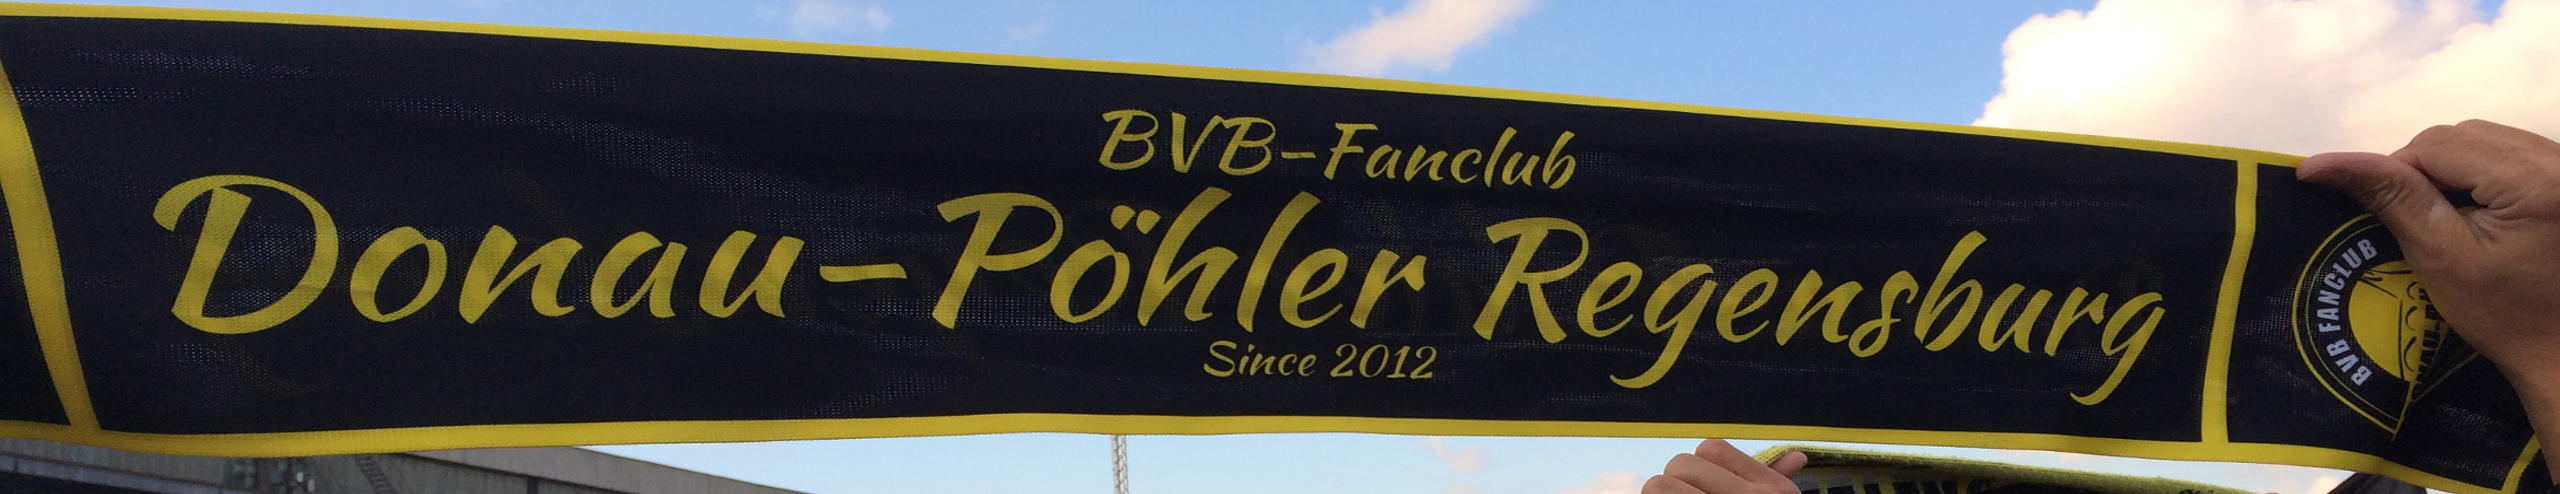 BVB-Fanclub
Donau-Pöhler Regensburg
Since 2012
BVB FANCLUB